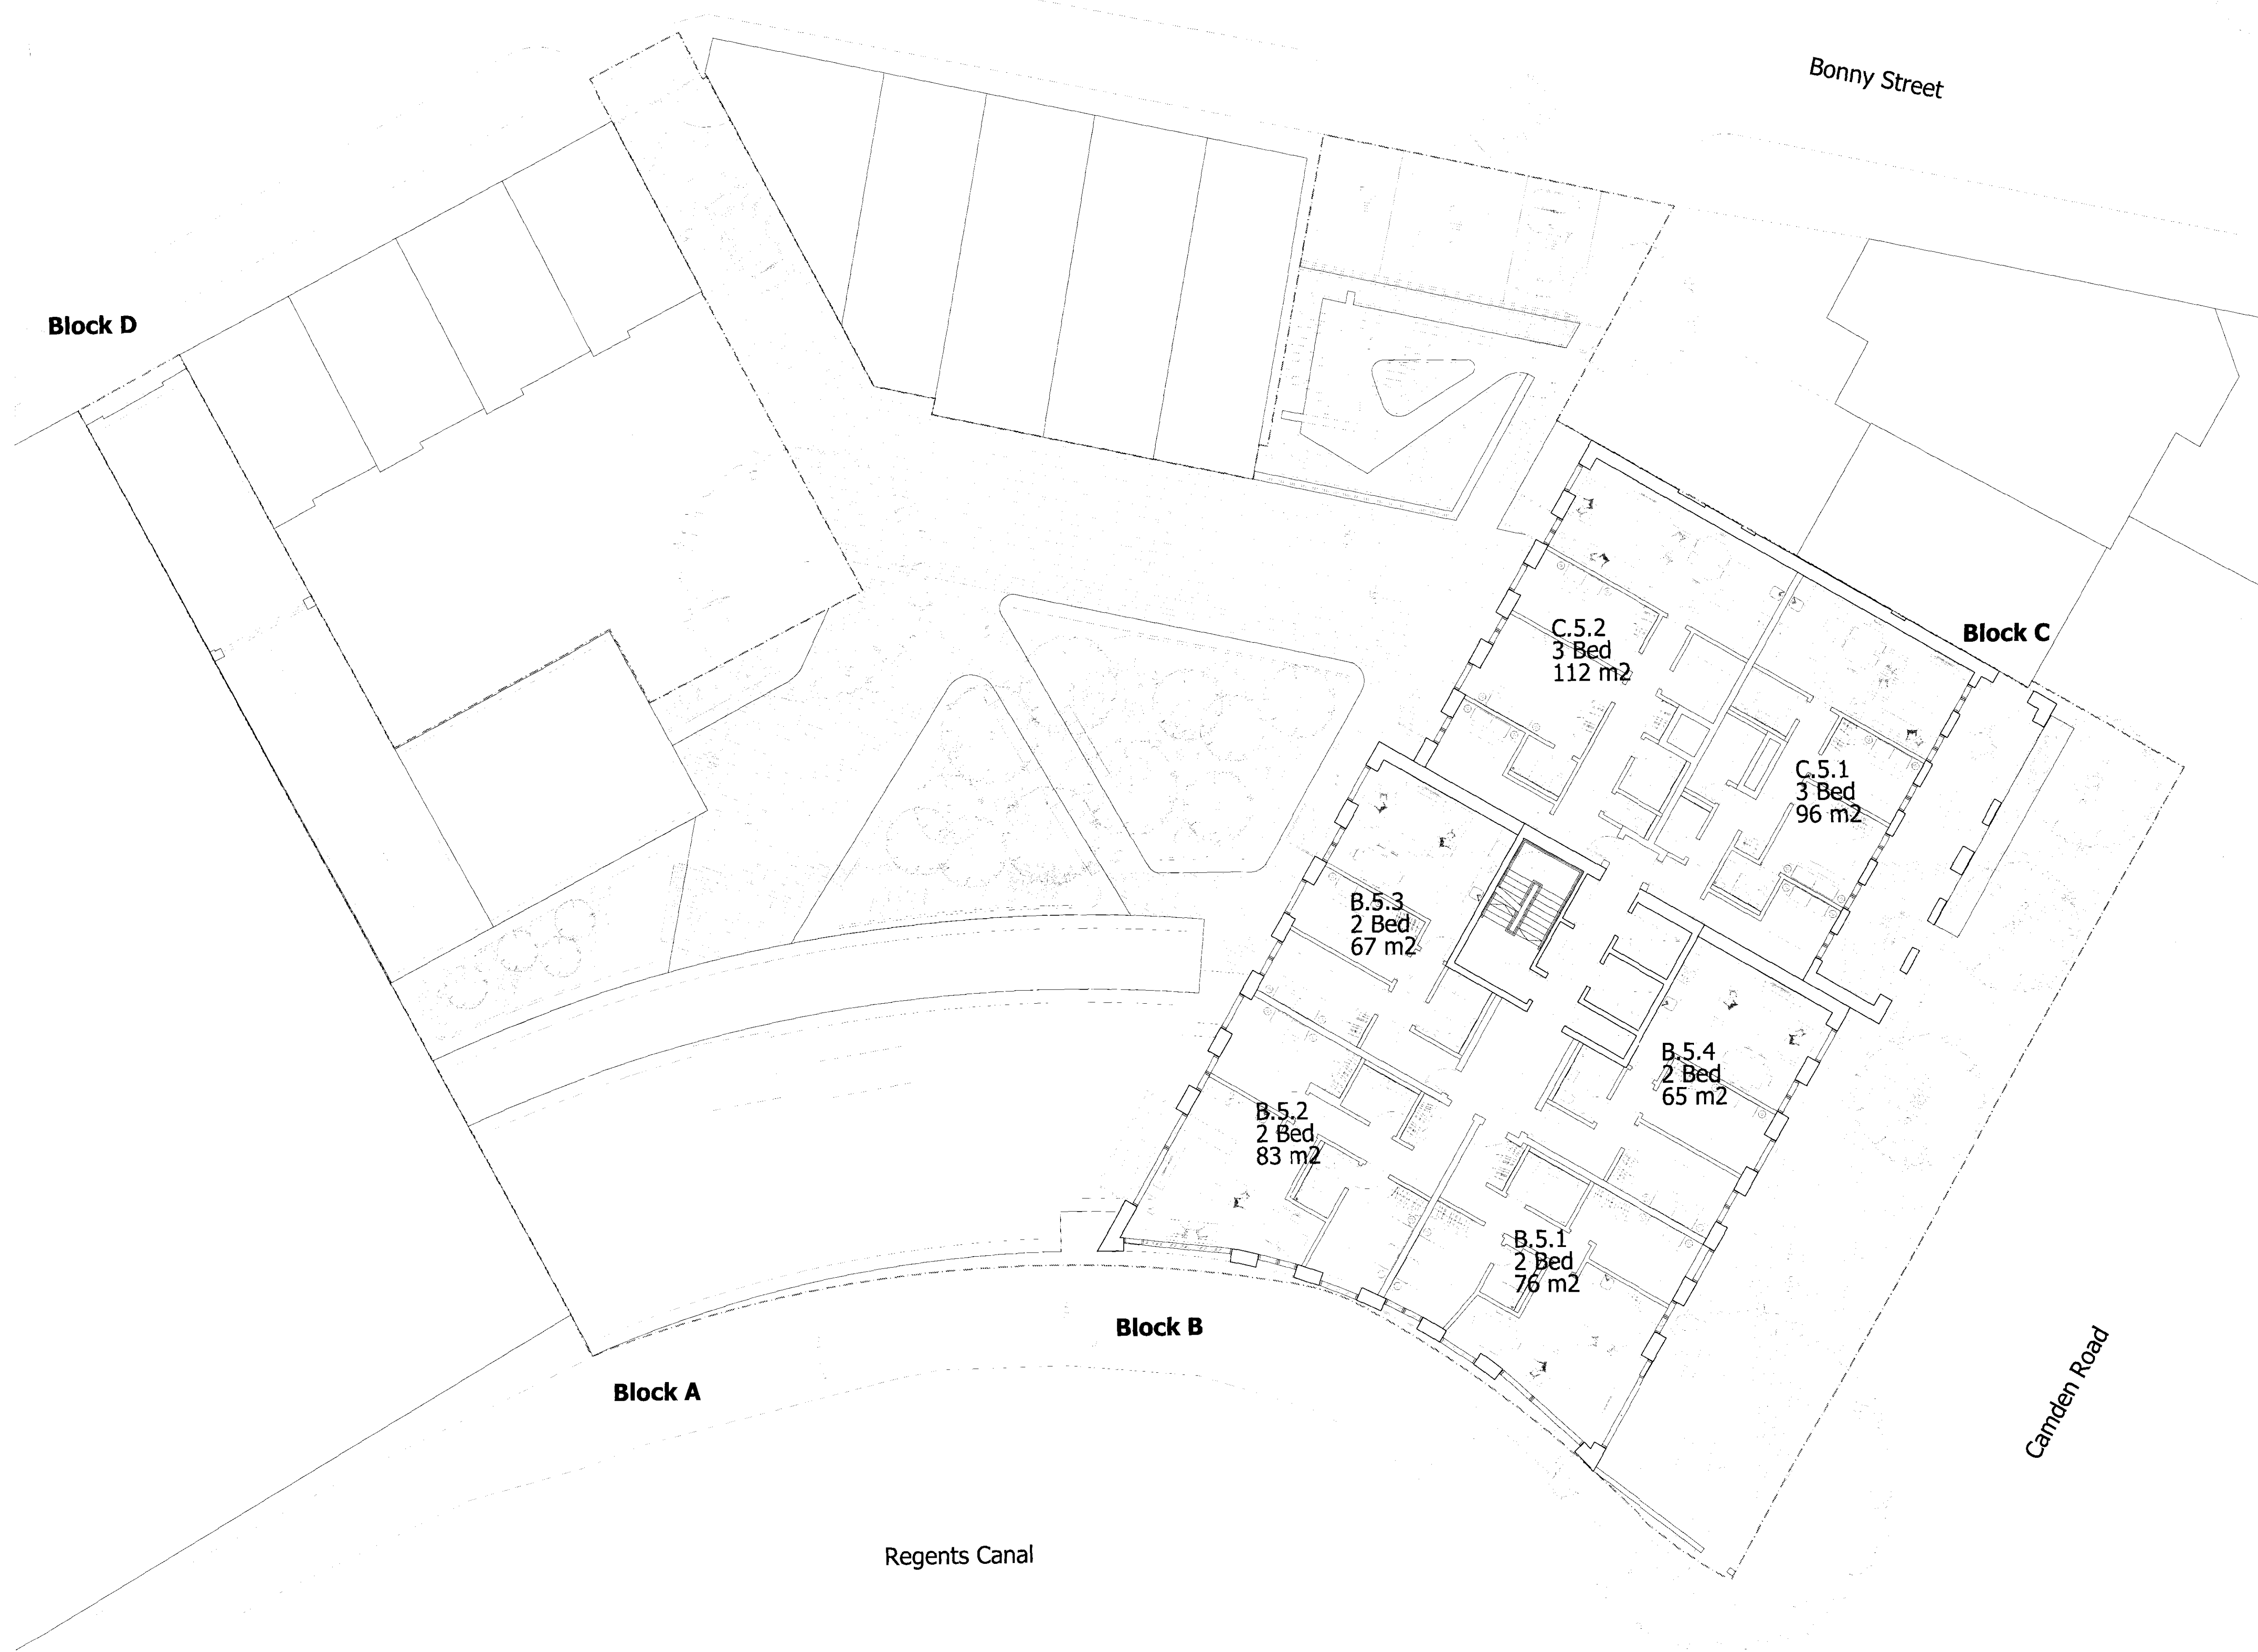 Bonny Street
Block D
C.5.2
3 Bed
112 m2
Block C
C.5.1
3 Bed
96 m2
B.5.3
2 Bed
67 m2
B.5.4
2 Bed
65 m2
B.5.2
2 Bed
83 m2
B.5.1
2 Bed
76 m2
Block B
Block A
Camden Road
Regents Canal